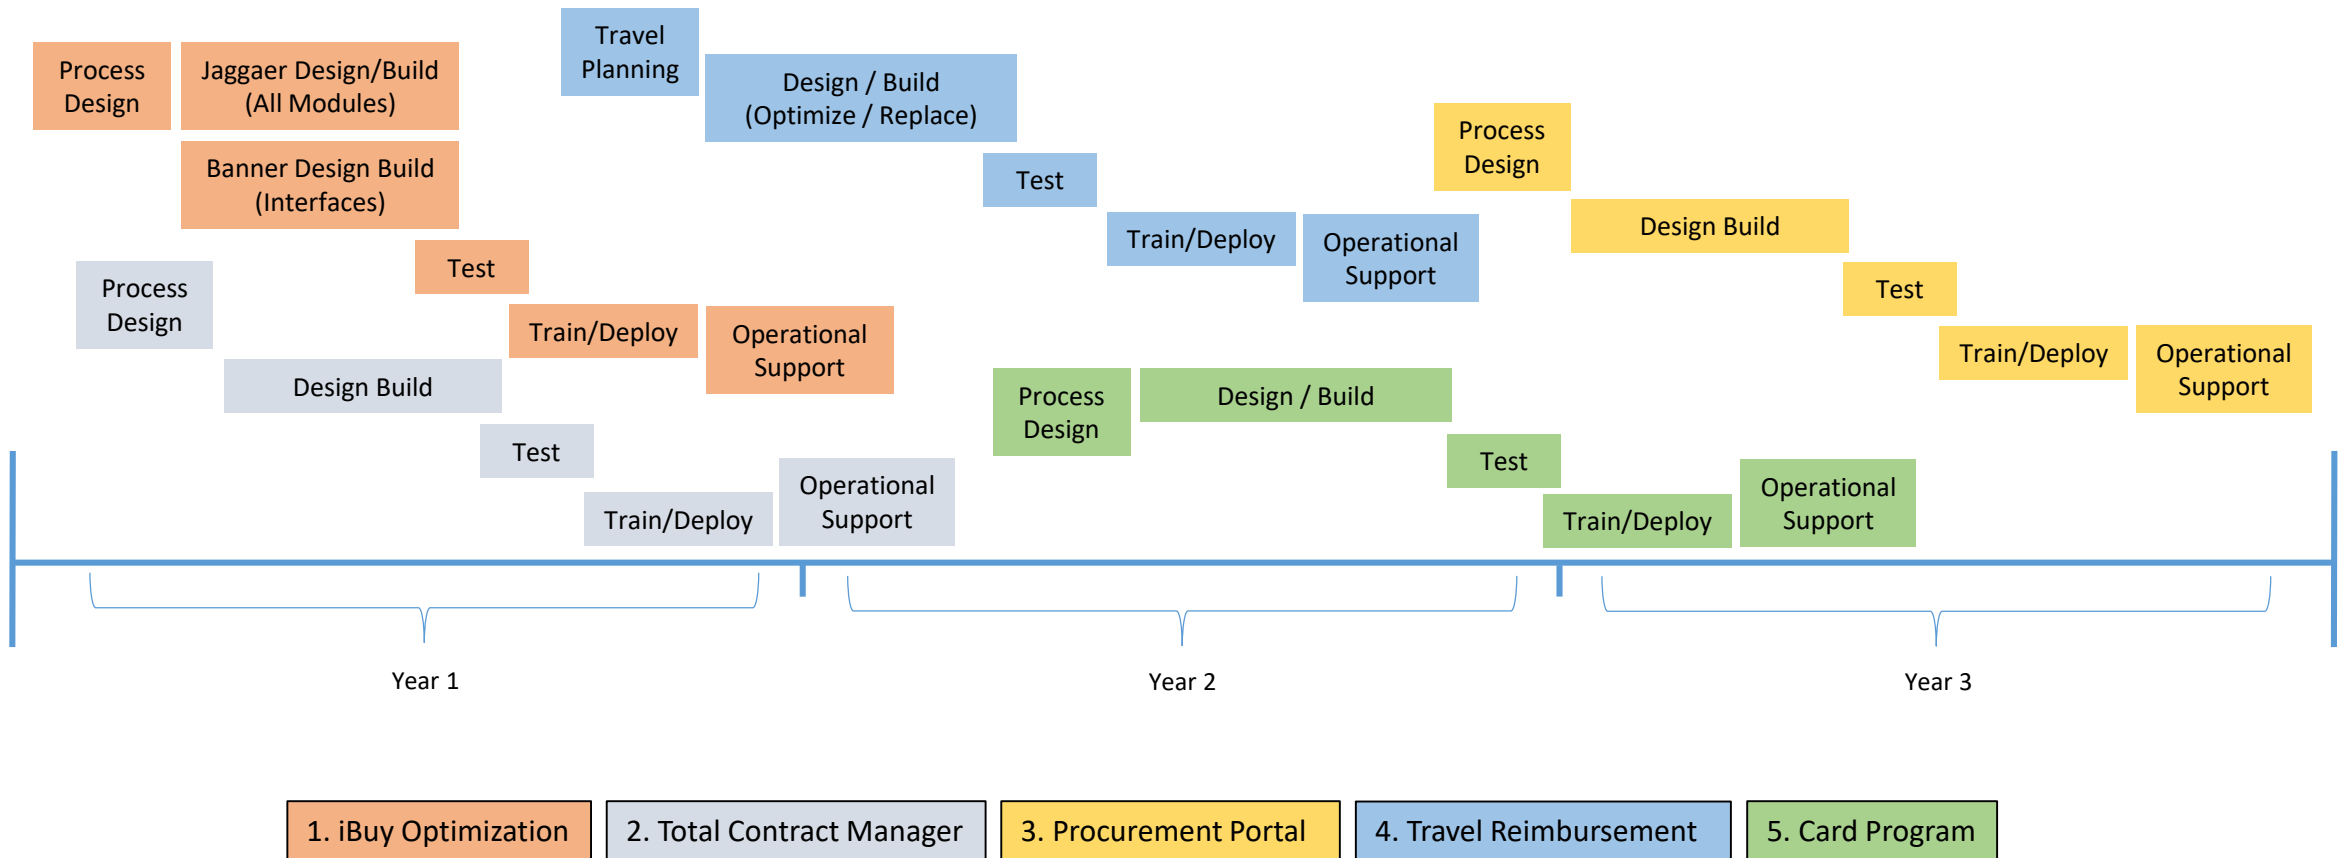 Process
Design
Jaggaer Design/Build
(All Modules)
Banner Design Build
(Interfaces)
Test
Train/Deploy
Operational
Support
Process
Design
Design Build
Test
Train/Deploy
Operational
Support
Travel
Planning
Design / Build
(Optimize / Replace)
Test
Train/Deploy
Operational
Support
Process
Design
Design / Build
Test
Train/Deploy
Operational
Support
Process
Design
Design Build
Test
Train/Deploy
Operational
Support
Year 1
Year 2
Year 3
1. iBuy Optimization
2. Total Contract Manager
3. Procurement Portal
4. Travel Reimbursement
5. Card Program